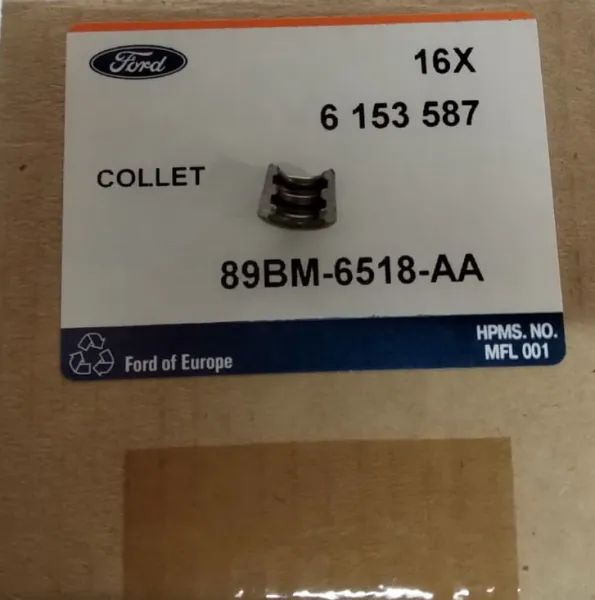 Ford
16X
6 153 587
COLLET
89BM-6518-AA
HPMS. NO.
MFL 001
Ford of Europe